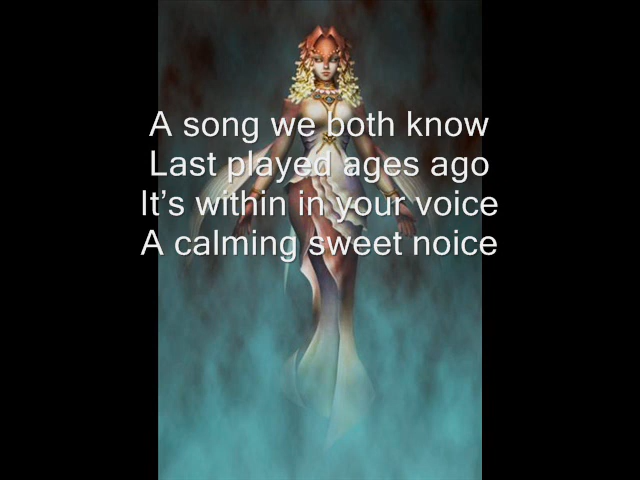 A song we both know
Last played ages ago
It’s within in your voice
A calming sweet noice